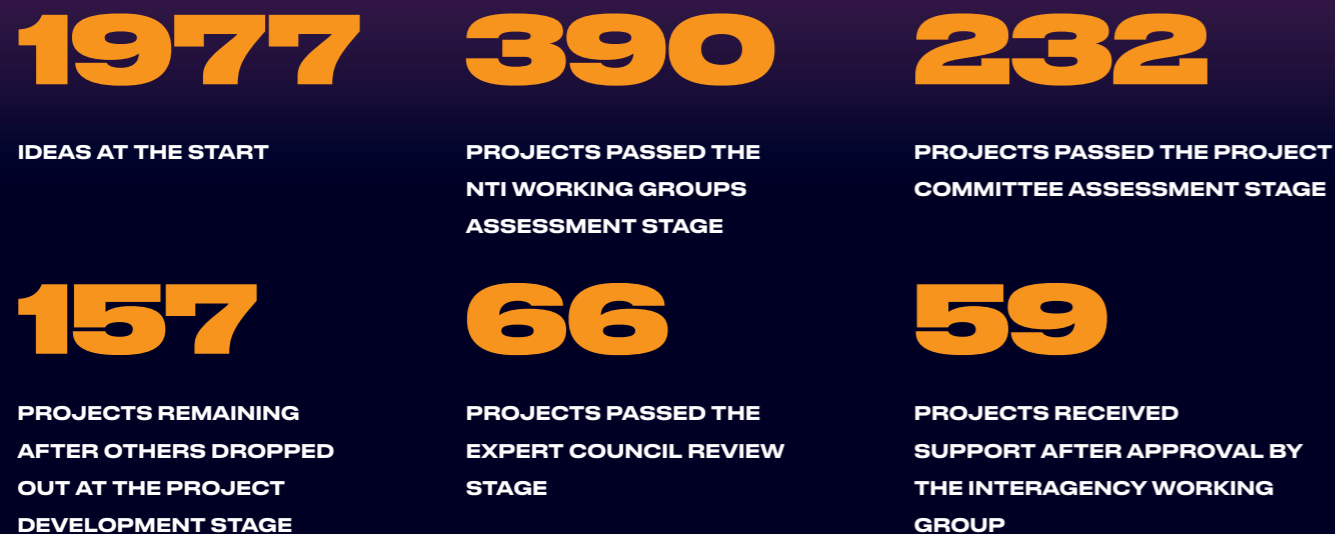 1977
IDEAS AT THE START
390
PROJECTS PASSED THE
NTI WORKING GROUPS
ASSESSMENT STAGE
232
PROJECTS PASSED THE PROJECT
COMMITTEE ASSESSMENT STAGE
157
PROJECTS REMAINING
AFTER OTHERS DROPPED
OUT AT THE PROJECT
DEVELOPMENT STAGE
66
PROJECTS PASSED THE
EXPERT COUNCIL REVIEW
STAGE
59
PROJECTS RECEIVED
SUPPORT AFTER APPROVAL BY
THE INTERAGENCY WORKING
GROUP